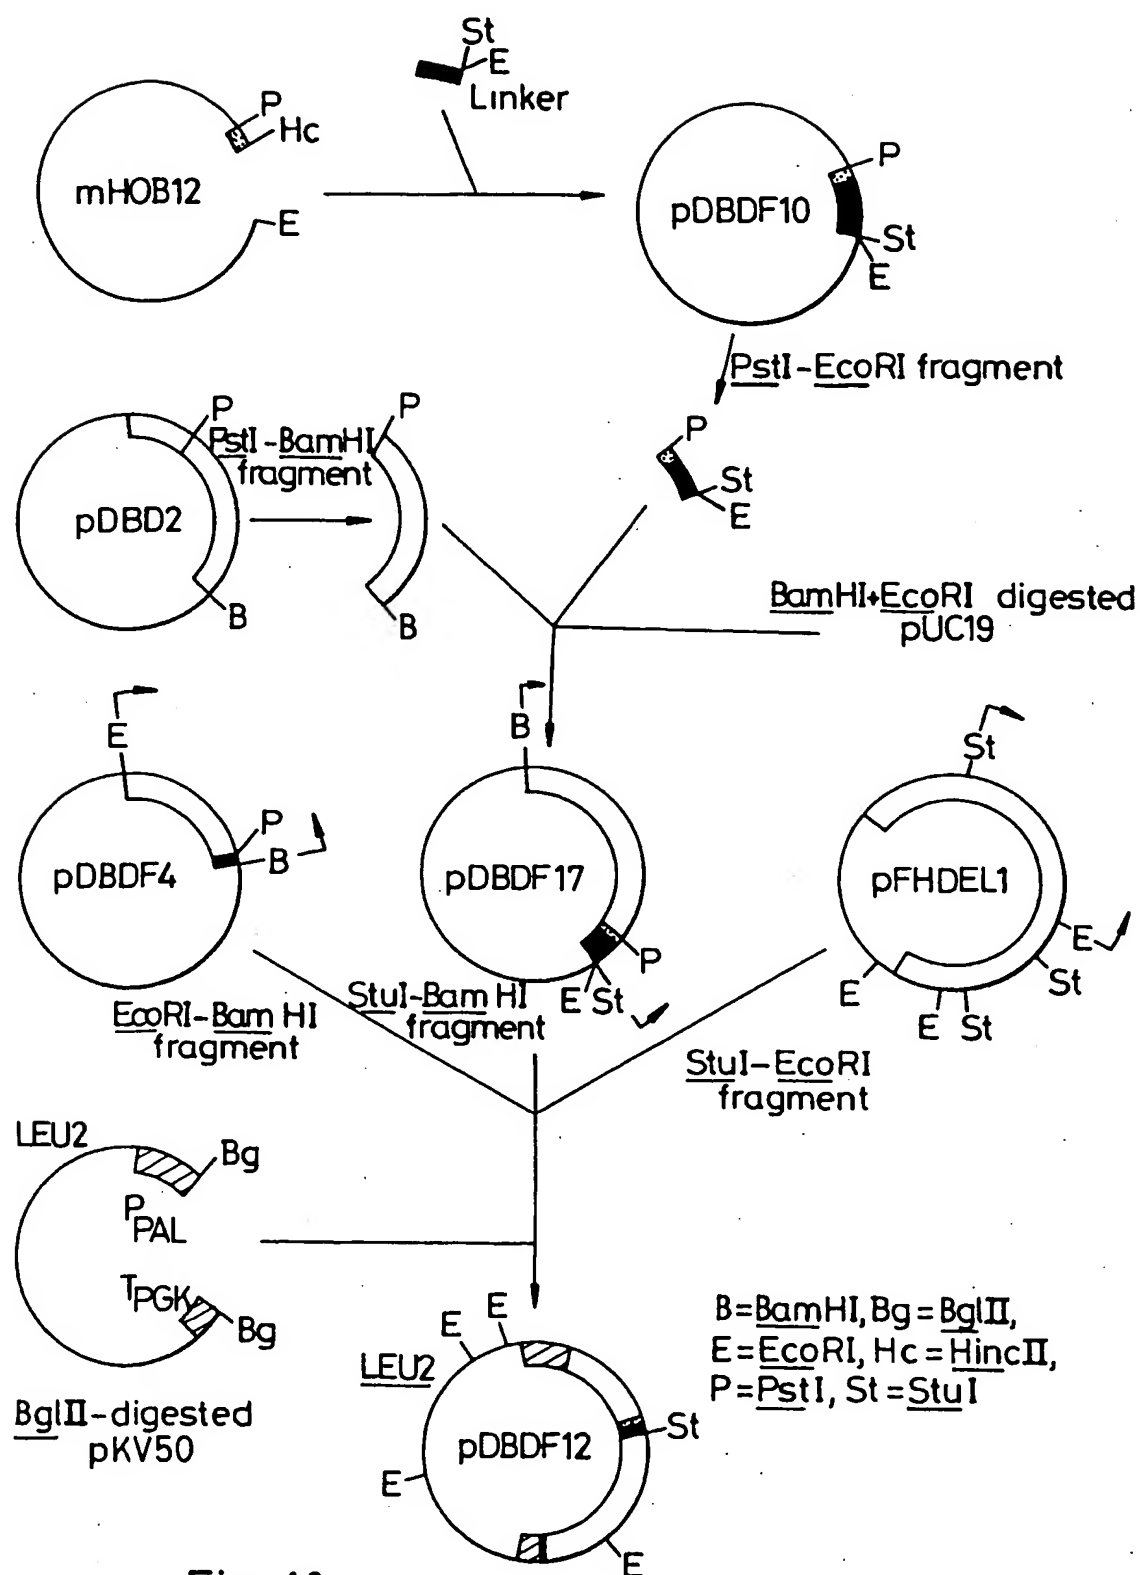 St
E
Linker
P
Hc
mHOB12
E
P
pDBDF10
St
E
PstI-EcoRI fragment
P
PstI-BamHI
fragment
P
pDBD2
B
B
P
St
E
BamHI+EcoRI digested
pUC19
E
P
B
pDBDF4
B
pDBDF17
P
E St
St
pFHDEL1
E
St
E
E St
EcoRI-Bam HI
fragment
StuI-Bam HI
fragment
StuI-EcoRI
fragment
LEU2
Bg
PPAL
TPGK
Bg
BglII-digested
pKV50
E
E
LEU2
St
pDBDF12
E
E
B=BamHI, Bg=BglII,
E=EcoRI, Hc=HincII,
P=PstI, St=StuI